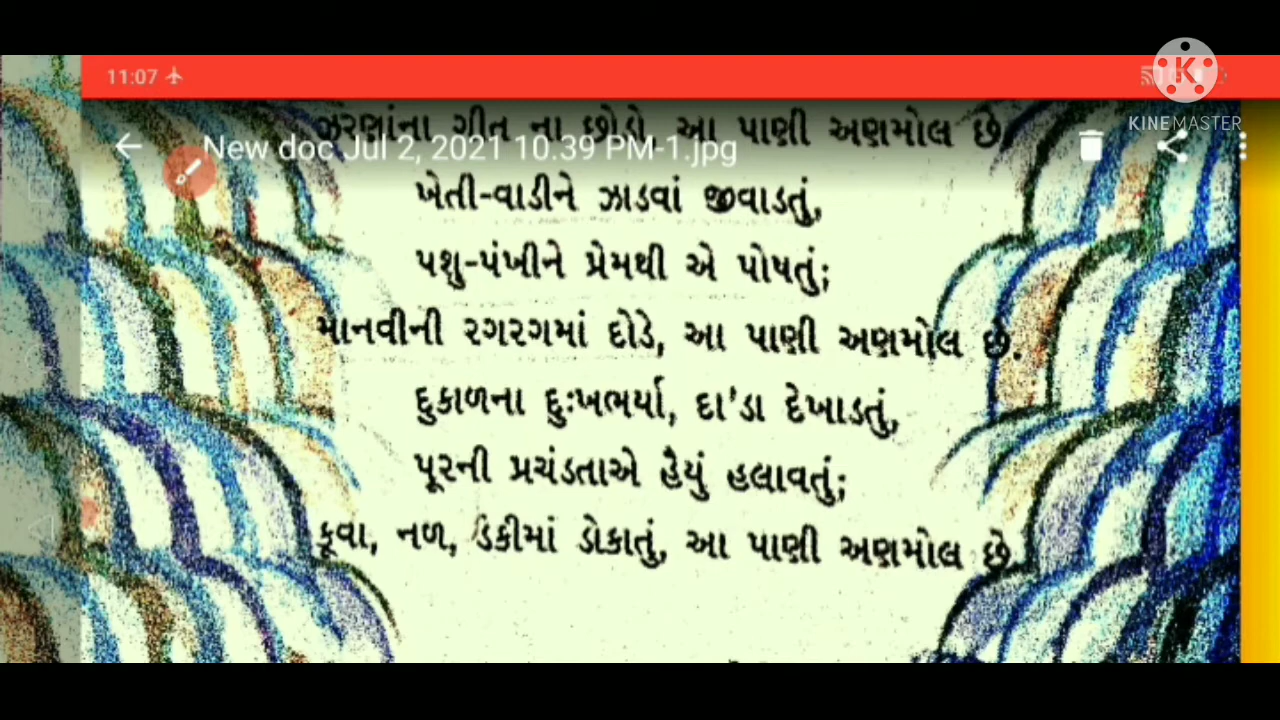 11:07
KINEMASTER
ઝરણાંના ગીત ના છોડો, આ પાણી અણમોલ છે,
New doc Jul 2, 2021 10.39 PM-1.jpg
ખેતી-વાડીને ઝાડવાં જીવાડતું,
પશુ-પંખીને પ્રેમથી એ પોષતું;
માનવીની રગરગમાં દોડે, આ પાણી અણમોલ છે.
દુકાળના દુઃખભર્યા, દા'ડા દેખાડતું,
પૂરની પ્રચંડતાએ હૈયું હલાવતું;
કૂવા, નળ, ડંકીમાં ડોકાતું, આ પાણી અણમોલ છે.